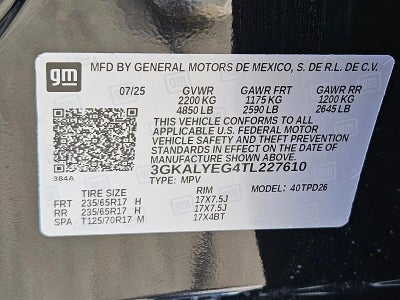 gm MFD BY GENERAL MOTORS DE MEXICO, S. DE R.L. DE C.V.
07/25 GVWR GAWR FRT GAWR RR
2200 KG 1175 KG 1200 KG
4850 LB 2590 LB 2645 LB
THIS VEHICLE CONFORMS TO ALL
APPLICABLE U.S. FEDERAL MOTOR
VEHICLE SAFETY AND THEFT PREVENTION
STANDARDS IN EFFECT ON THE DATE OF
MANUFACTURE SHOWN ABOVE.
3GKALYEG4TL227610
384A TYPE: MPV MODEL: 40TPD26
TIRE SIZE RIM
FRT 235/65R17 H 17X7.5J
RR 235/65R17 H 17X7.5J
SPA T125/70R17 M 17X4BT